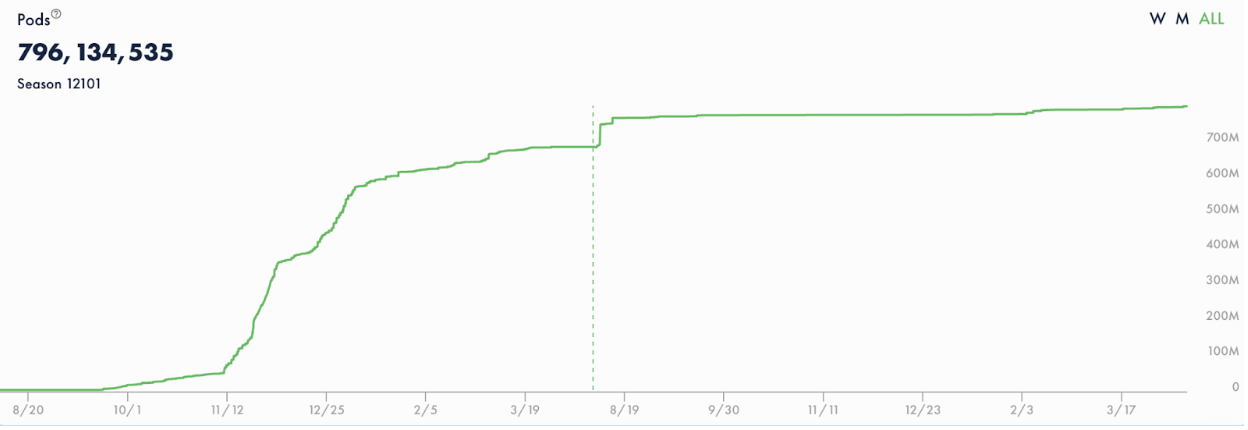 Pods?
796,134,535
Season 12101
W M ALL
700M
600M
500M
400M
300M
200M
100M
0
8/20 10/1 11/12 12/25 2/5 3/19 8/19 9/30 11/11 12/23 2/3 3/17